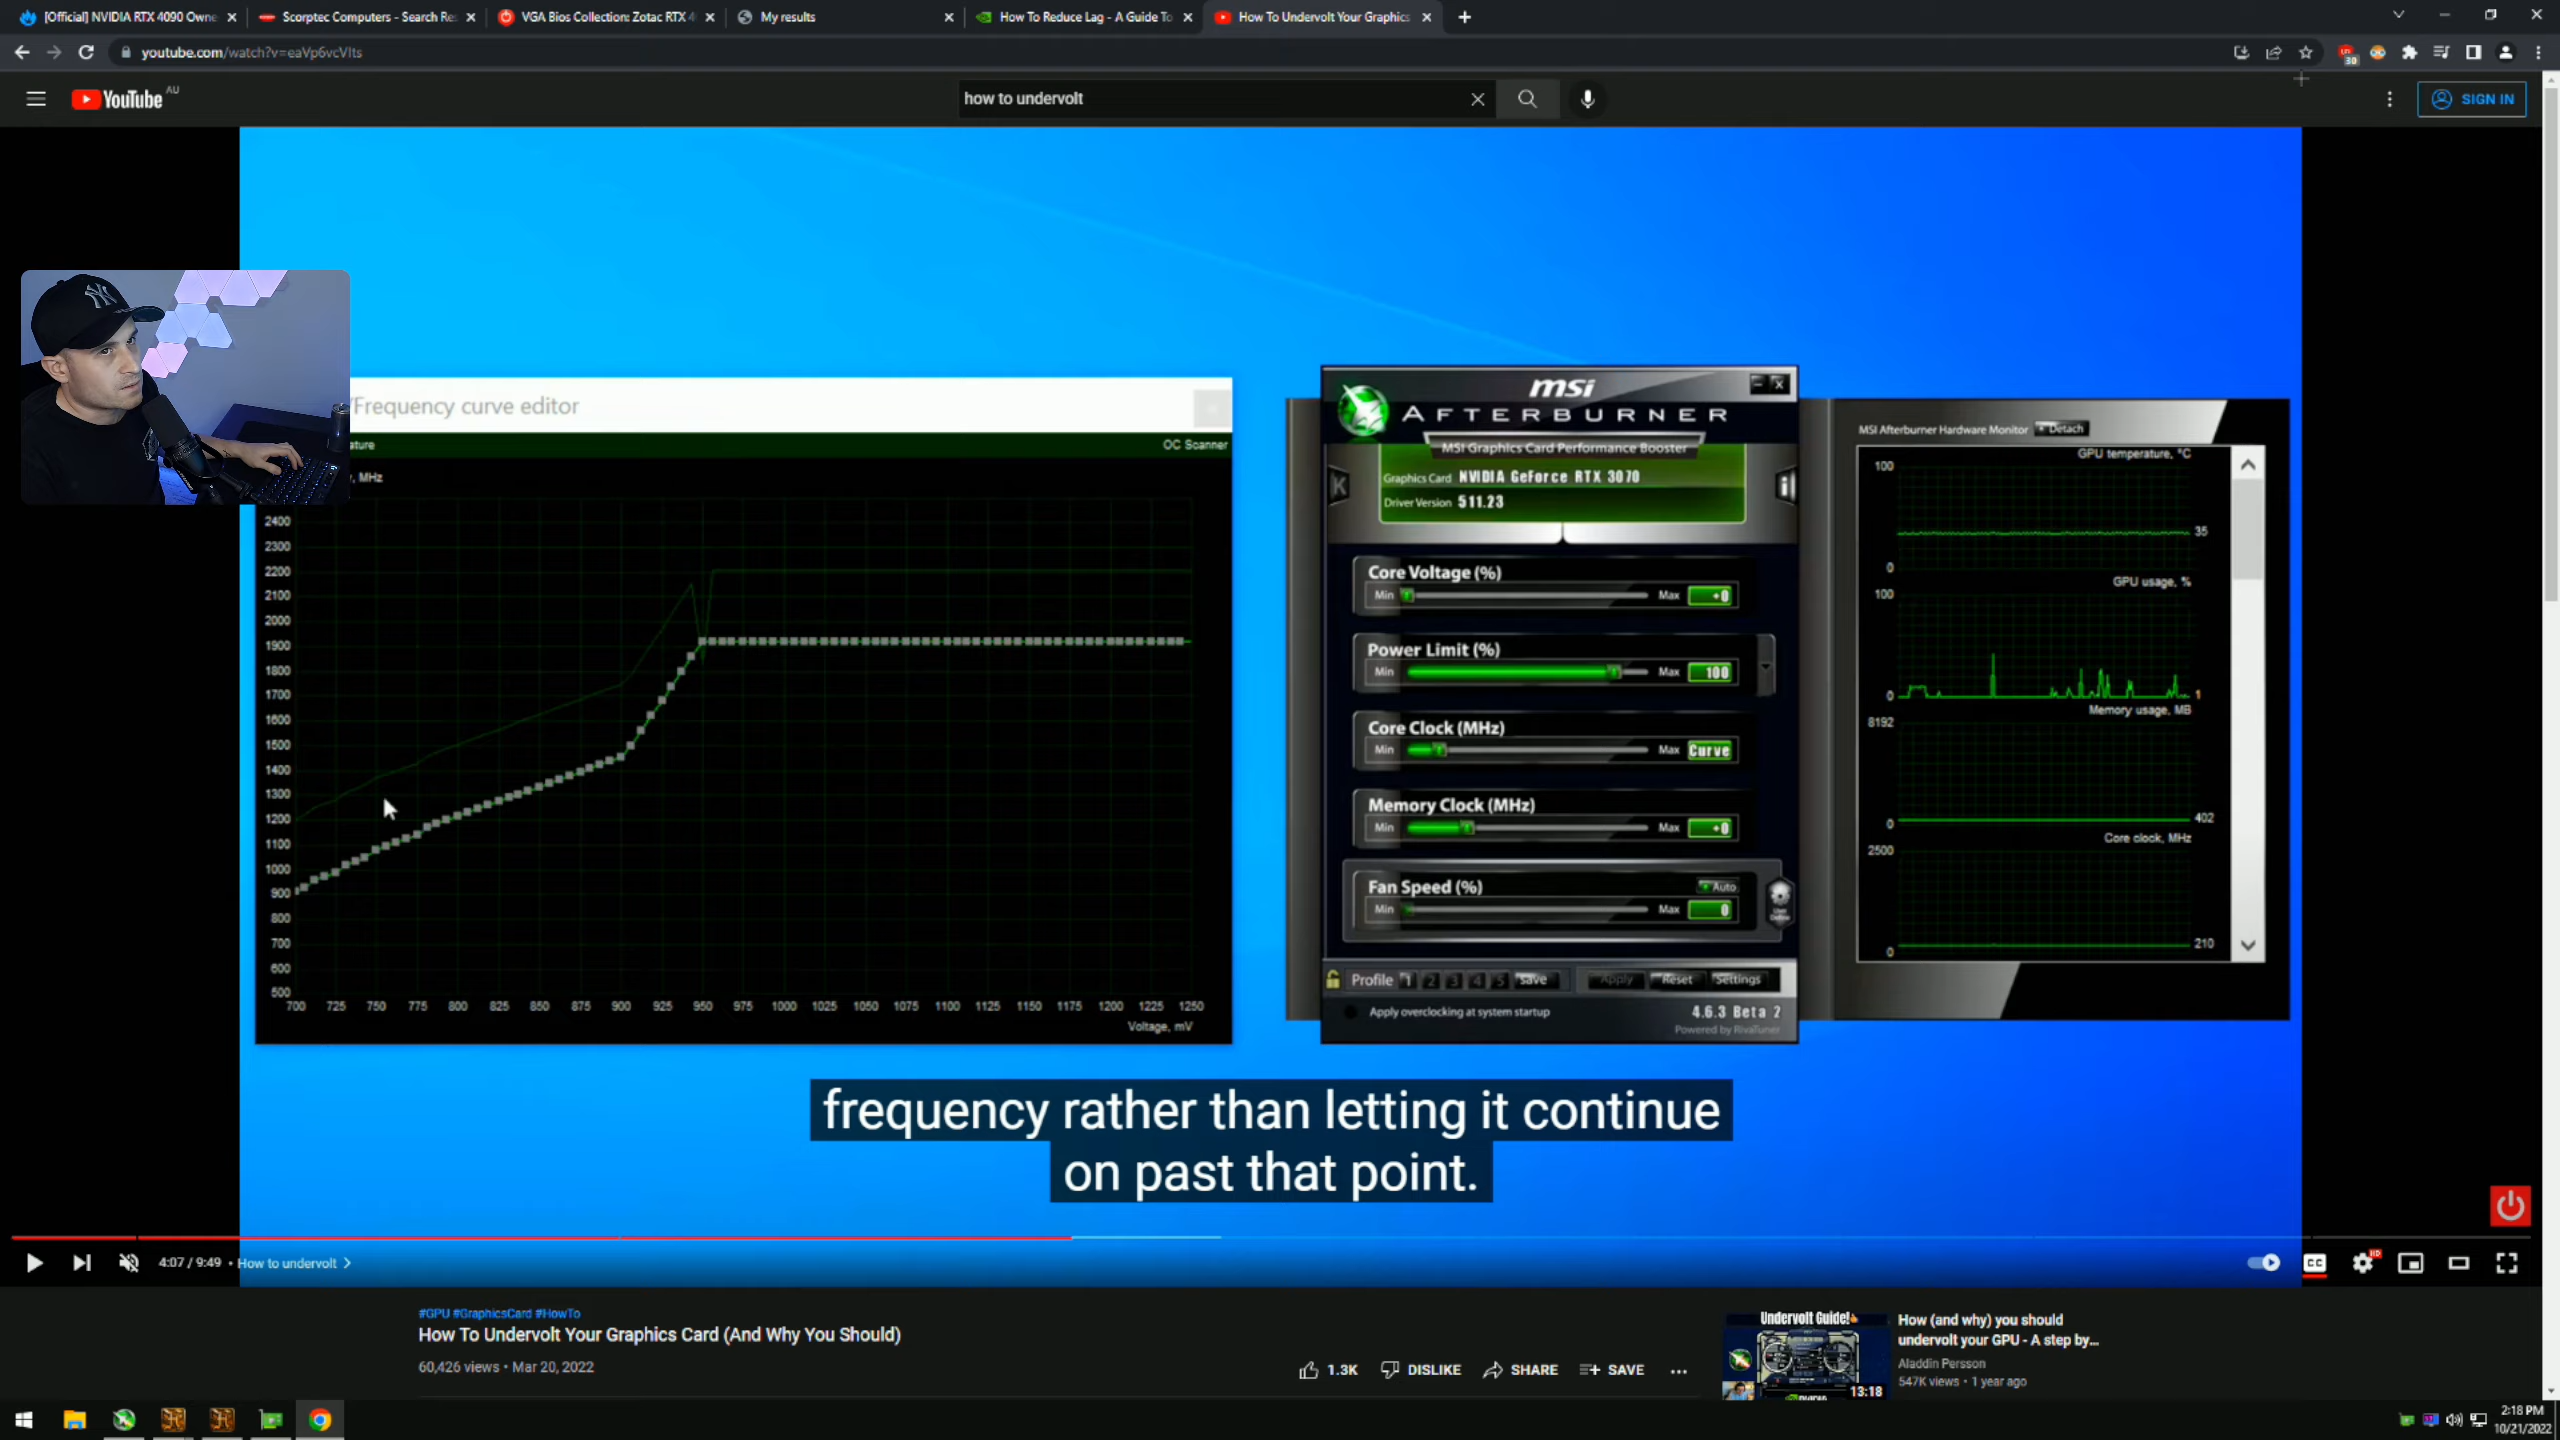 [Official] NVIDIA RTX 4090 Owne
Scorptec Computers - Search Re
VGA Bios Collection: Zotac RTX 4
My results
How To Reduce Lag - A Guide To
How To Undervolt Your Graphics
youtube.com/watch?v=eaVp6vcVIts
30
YouTube AU
how to undervolt
SIGN IN
/Frequency curve editor
ature
OC Scanner
, MHz
2400
2300
2200
2100
2000
1900
1800
1700
1600
1500
1400
1300
1200
1100
1000
900
800
700
600
500
700 725 750 775 800 825 850 875 900 925 950 975 1000 1025 1050 1075 1100 1125 1150 1175 1200 1225 1250
Voltage, mV
msi
AFTERBURNER
MSI Graphics Card Performance Booster
Graphics Card NVIDIA GeForce RTX 3070
Driver Version 511.23
K
i
Core Voltage (%)
Min Max +0
Power Limit (%)
Min Max 100
Core Clock (MHz)
Min Max Curve
Memory Clock (MHz)
Min Max +0
Fan Speed (%)
Auto
Min Max 0
User Define
Profile 1 2 3 4 5 Save Apply Reset Settings
Apply overclocking at system startup
4.6.3 Beta 2
Powered by RivaTuner
MSI Afterburner Hardware Monitor Detach
GPU temperature, °C
100
35
0
GPU usage, %
100
0
1
Memory usage, MB
8192
402
0
Core clock, MHz
2500
210
0
frequency rather than letting it continue
on past that point.
4:07 / 9:49 • How to undervolt
CC
HD
#GPU #GraphicsCard #HowTo
How To Undervolt Your Graphics Card (And Why You Should)
60,426 views • Mar 20, 2022
1.3K
DISLIKE
SHARE
SAVE
Undervolt Guide!
13:18
How (and why) you should
undervolt your GPU - A step by...
Aladdin Persson
547K views • 1 year ago
2:18 PM
10/21/2022